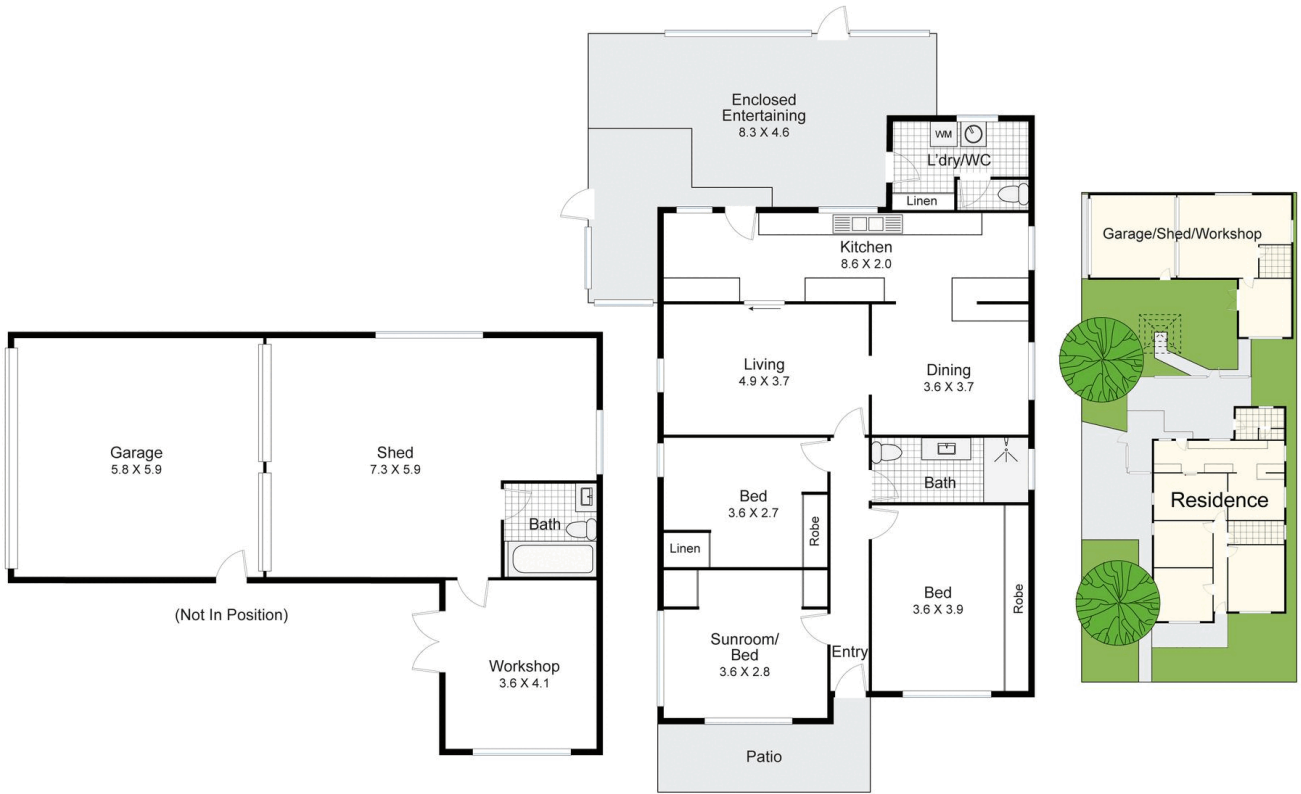 Enclosed
Entertaining
8.3 X 4.6
WM
L'dry/WC
Linen
Kitchen
8.6 X 2.0
Living
4.9 X 3.7
Dining
3.6 X 3.7
Bed
3.6 X 2.7
Robe
Linen
Bath
Bed
3.6 X 3.9
Robe
Sunroom/
Bed
3.6 X 2.8
Entry
Patio
Garage
5.8 X 5.9
Shed
7.3 X 5.9
Bath
(Not In Position)
Workshop
3.6 X 4.1
Garage/Shed/Workshop
Residence